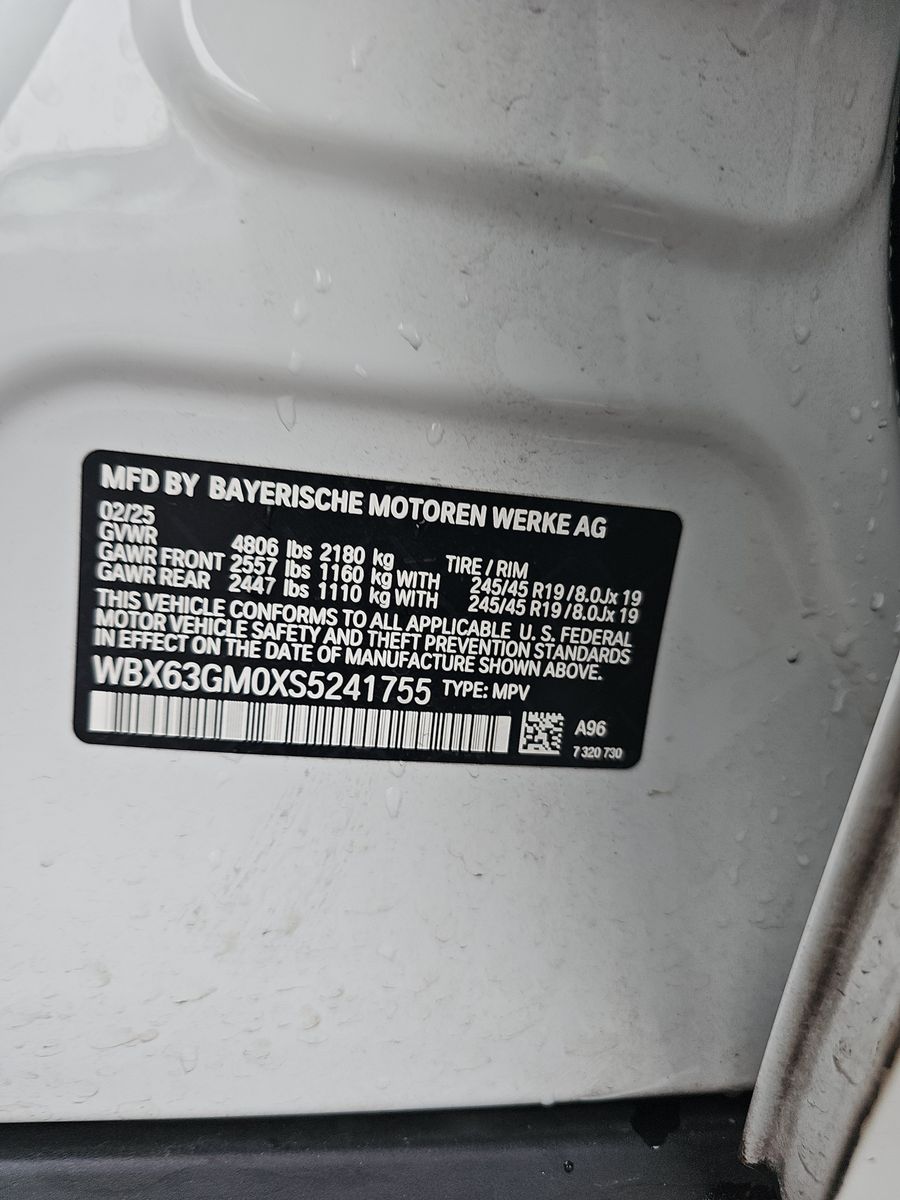 MFD BY BAYERISCHE MOTOREN WERKE AG
02/25
GVWR 4806 lbs 2180 kg TIRE / RIM
GAWR FRONT 2557 lbs 1160 kg WITH 245/45 R19 / 8.0Jx 19
GAWR REAR 2447 lbs 1110 kg WITH 245/45 R19 / 8.0Jx 19
THIS VEHICLE CONFORMS TO ALL APPLICABLE U. S. FEDERAL
MOTOR VEHICLE SAFETY AND THEFT PREVENTION STANDARDS
IN EFFECT ON THE DATE OF MANUFACTURE SHOWN ABOVE.
WBX63GM0XS5241755 TYPE: MPV
A96
7 320 730